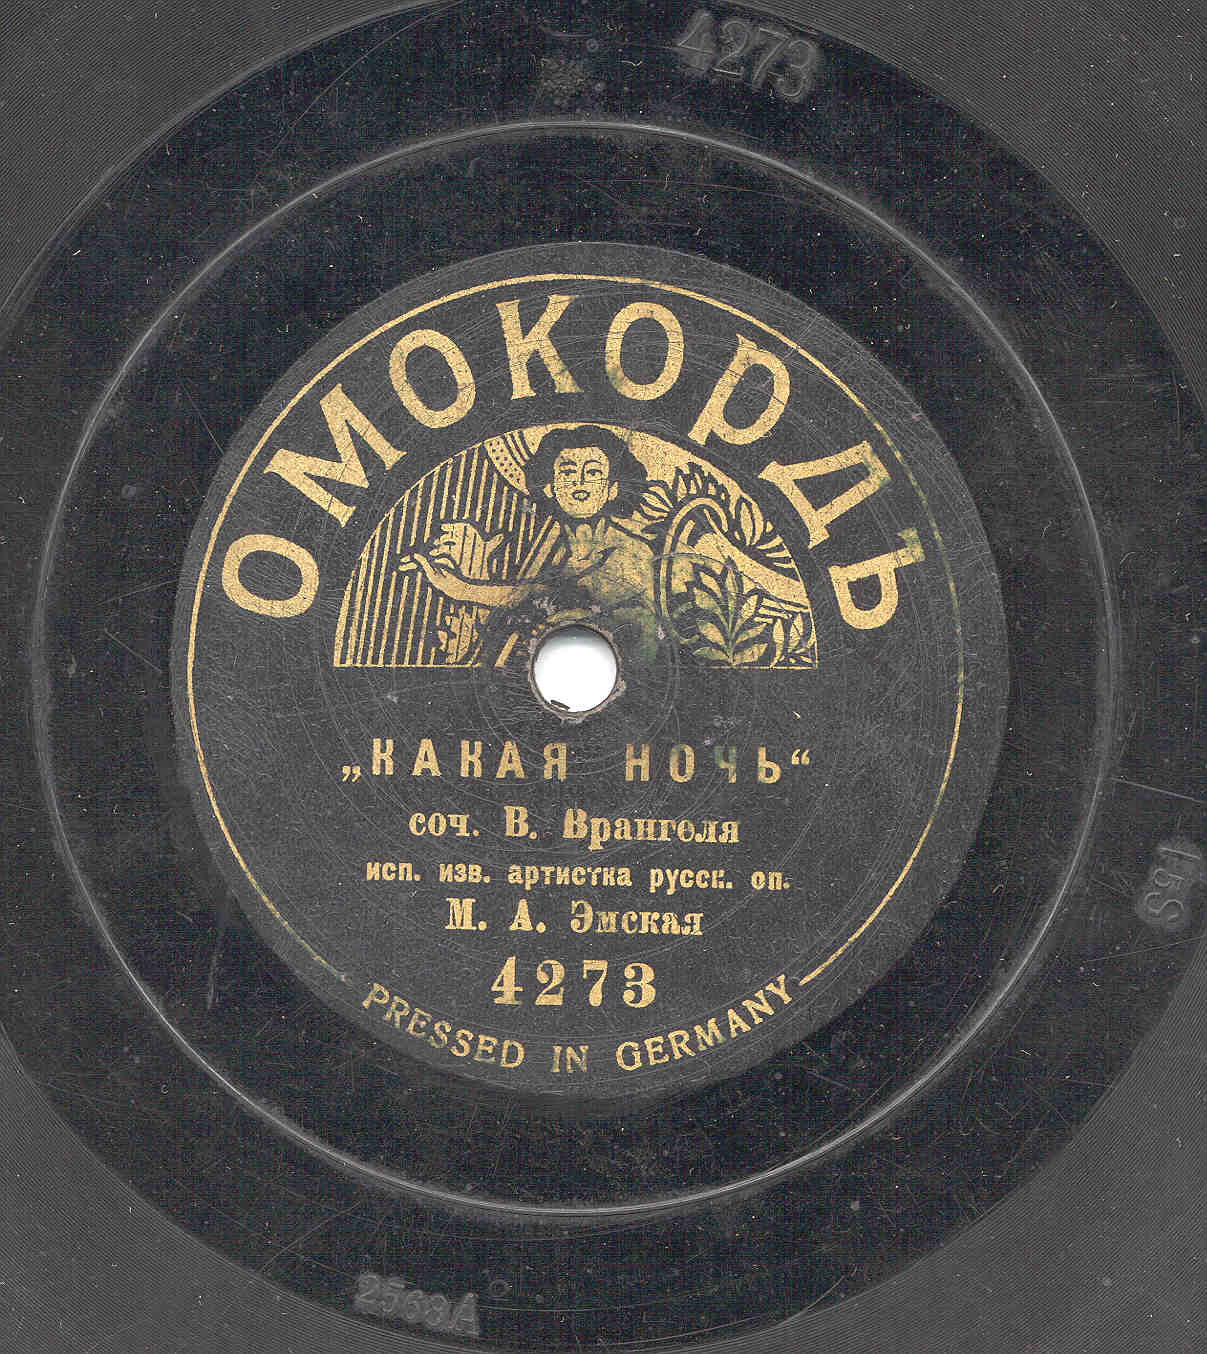 4273
ОМОКОРДЪ
„КАКАЯ НОЧЬ“
соч. В. Врангеля
исп. изв. артистка русск. оп.
М. А. Эмская
4273
PRESSED IN GERMANY
2563A